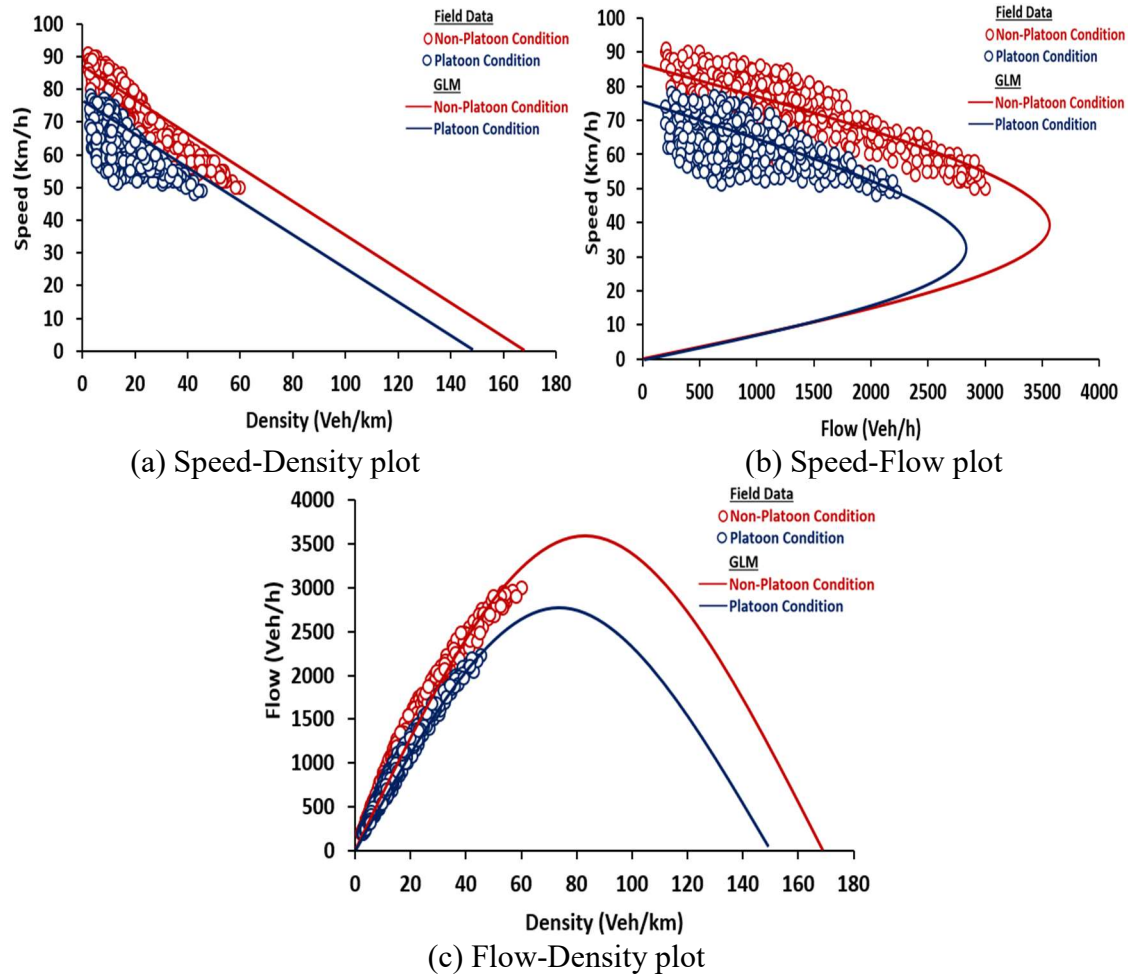 Field Data
Non-Platoon Condition
Platoon Condition
GLM
Non-Platoon Condition
Platoon Condition
Speed (Km/h)
100
90
80
70
60
50
40
30
20
10
0
0 20 40 60 80 100 120 140 160 180
Density (Veh/km)
(a) Speed-Density plot
Field Data
Non-Platoon Condition
Platoon Condition
GLM
Non-Platoon Condition
Platoon Condition
Speed (Km/h)
100
90
80
70
60
50
40
30
20
10
0
0 500 1000 1500 2000 2500 3000 3500 4000
Flow (Veh/h)
(b) Speed-Flow plot
Field Data
Non-Platoon Condition
Platoon Condition
GLM
Non-Platoon Condition
Platoon Condition
Flow (Veh/h)
4000
3500
3000
2500
2000
1500
1000
500
0
0 20 40 60 80 100 120 140 160 180
Density (Veh/km)
(c) Flow-Density plot